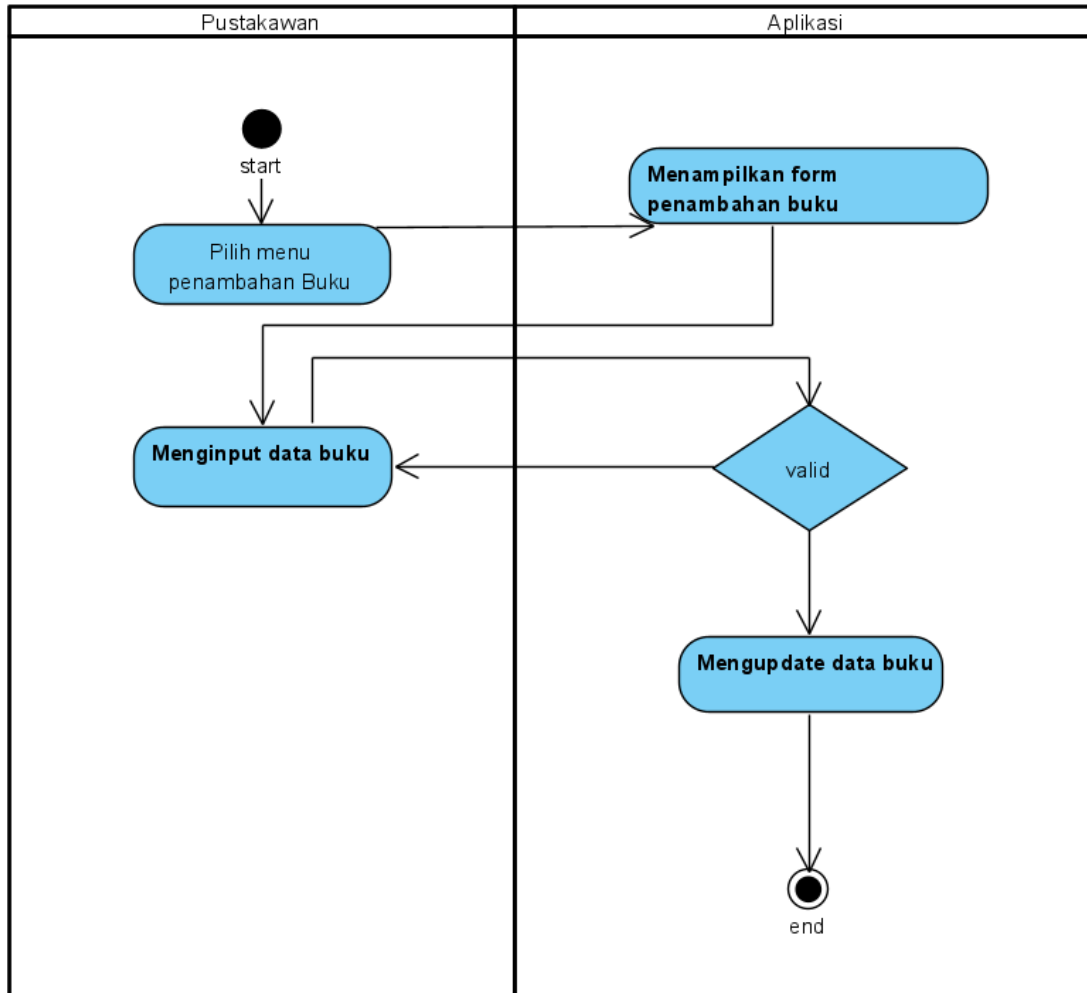 Pustakawan
Aplikasi
start
Menampilkan form
penambahan buku
Pilih menu
penambahan Buku
Menginput data buku
valid
Mengupdate data buku
end